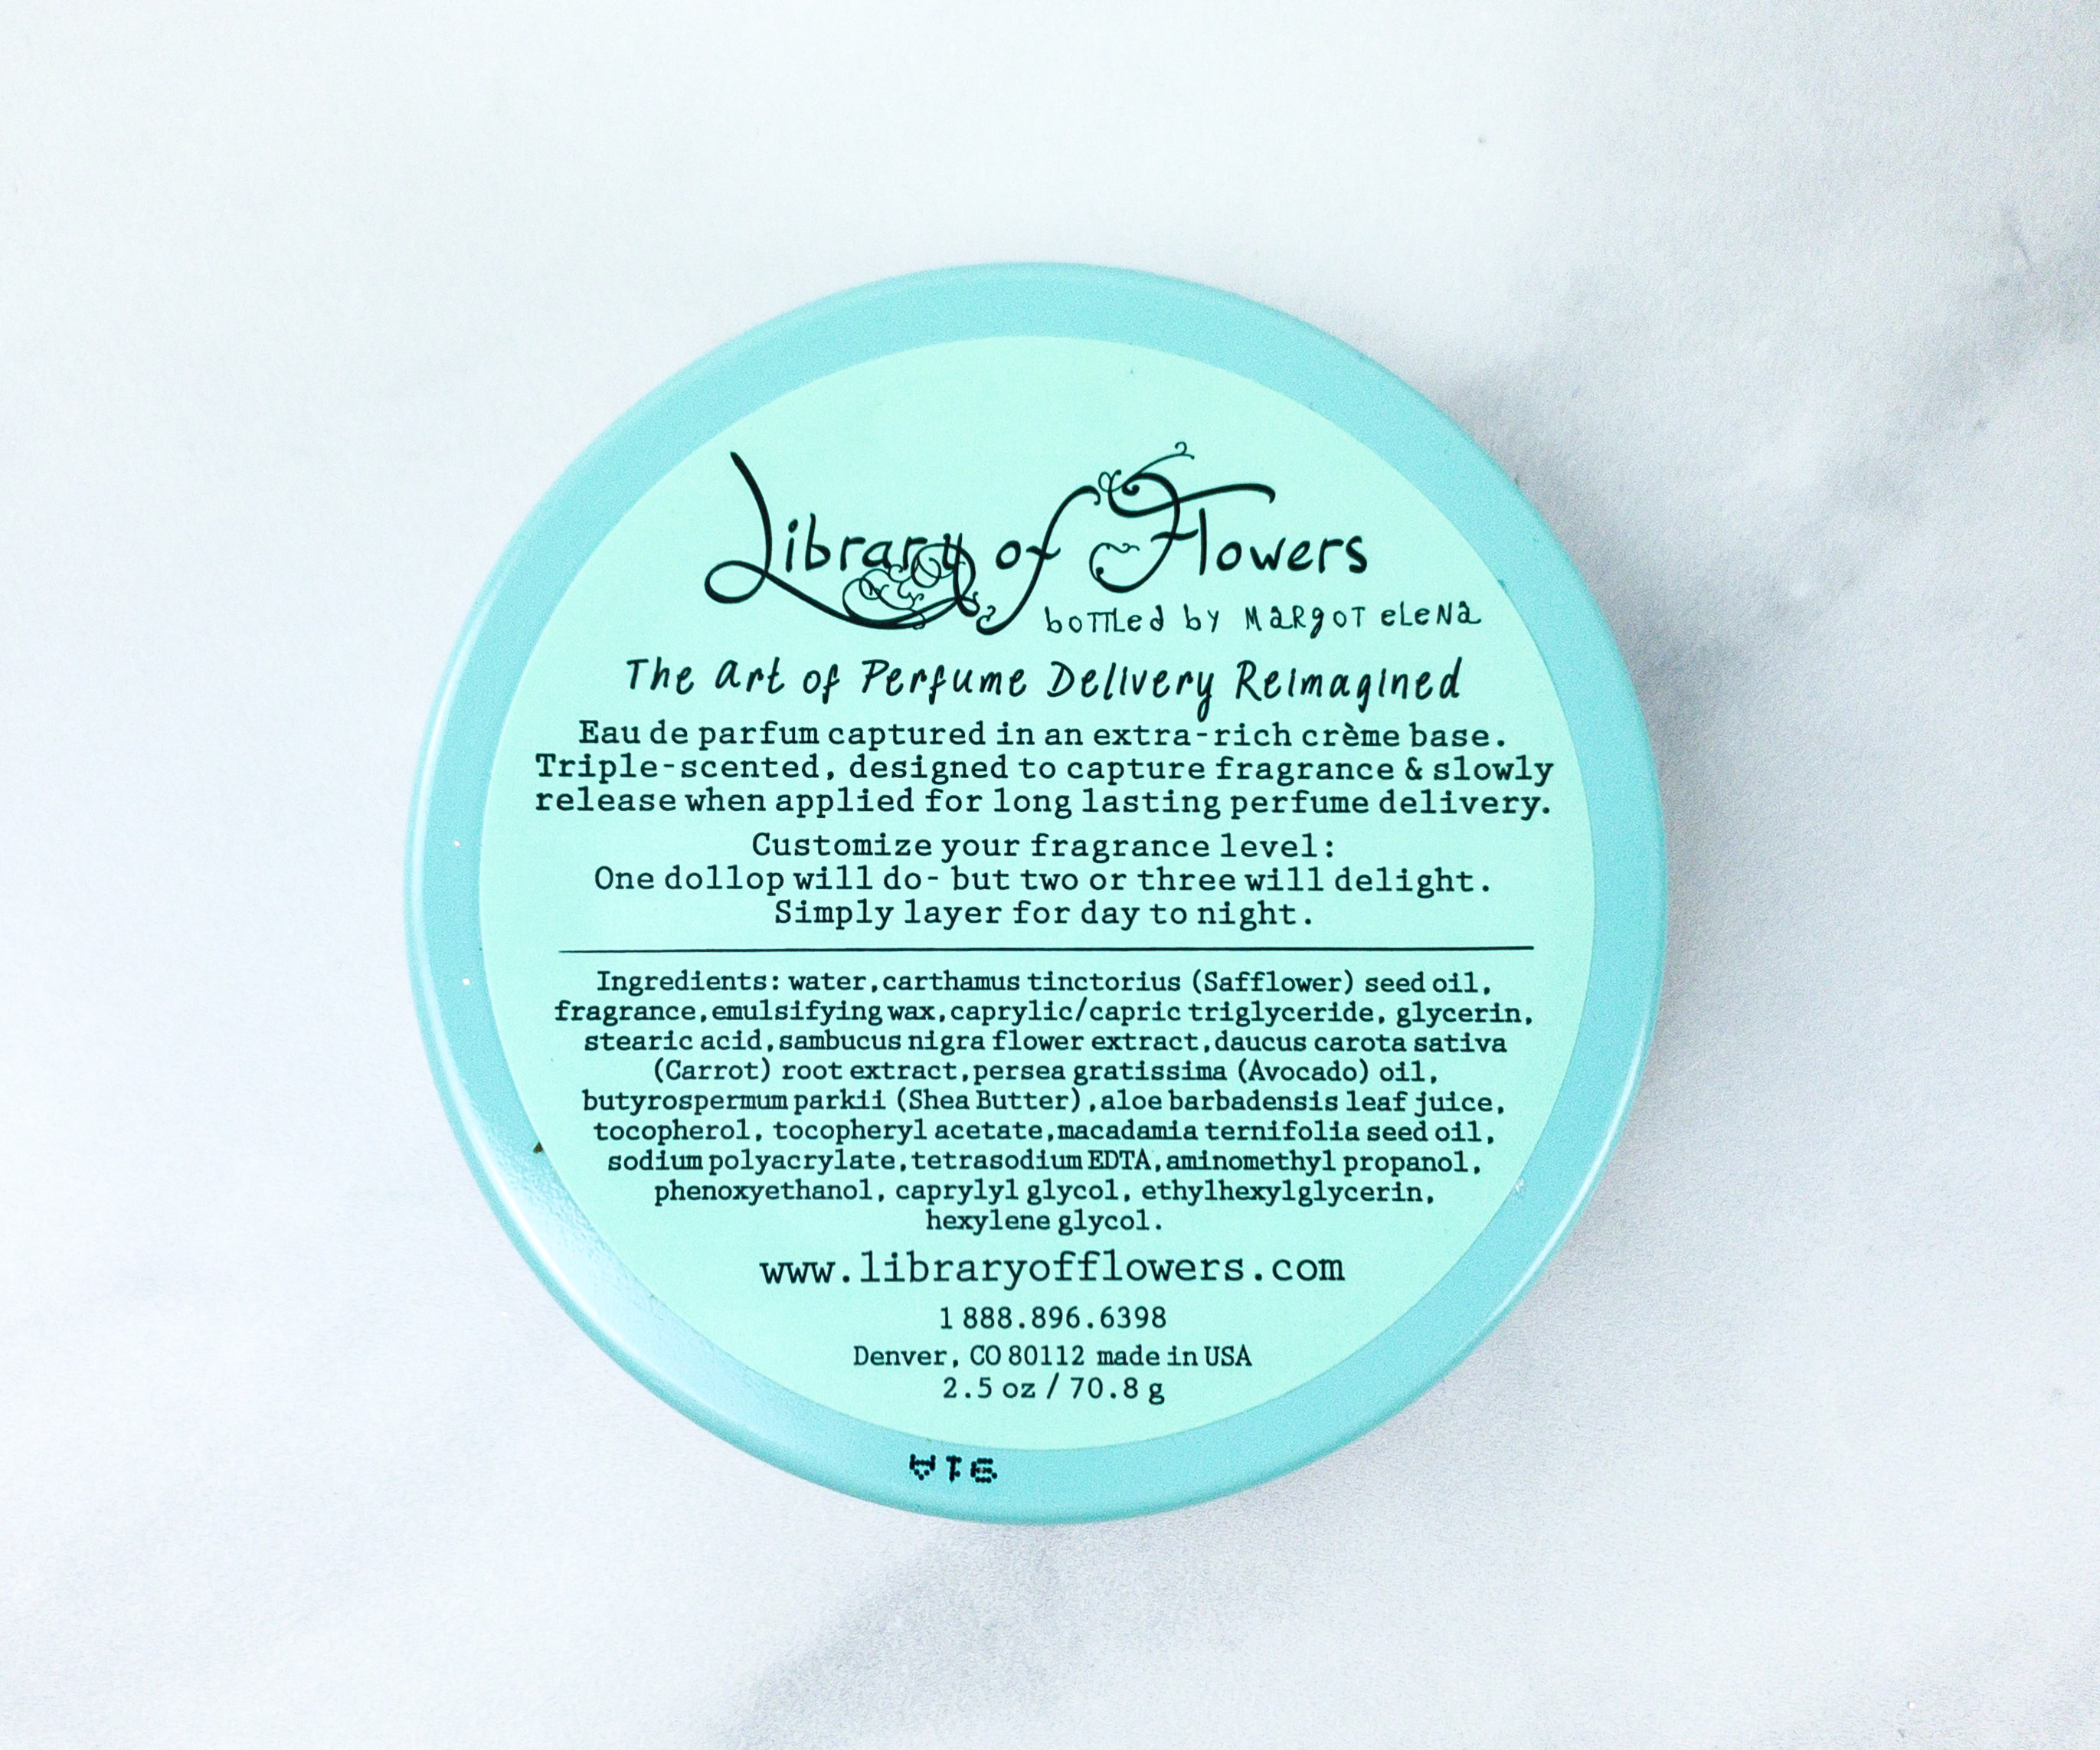 Library of Flowers
bottled by Margot Elena
The Art of Perfume Delivery Reimagined
Eau de parfum captured in an extra-rich crème base.
Triple-scented, designed to capture fragrance & slowly
release when applied for long lasting perfume delivery.
Customize your fragrance level:
One dollop will do- but two or three will delight.
Simply layer for day to night.
Ingredients: water, carthamus tinctorius (Safflower) seed oil,
fragrance, emulsifying wax, caprylic/capric triglyceride, glycerin,
stearic acid, sambucus nigra flower extract, daucus carota sativa
(Carrot) root extract, persea gratissima (Avocado) oil,
butyrospermum parkii (Shea Butter), aloe barbadensis leaf juice,
tocopherol, tocopheryl acetate, macadamia ternifolia seed oil,
sodium polyacrylate, tetrasodium EDTA, aminomethyl propanol,
phenoxyethanol, caprylyl glycol, ethylhexylglycerin,
hexylene glycol.
www.libraryofflowers.com
1 888.896.6398
Denver, CO 80112 made in USA
2.5 oz / 70.8 g